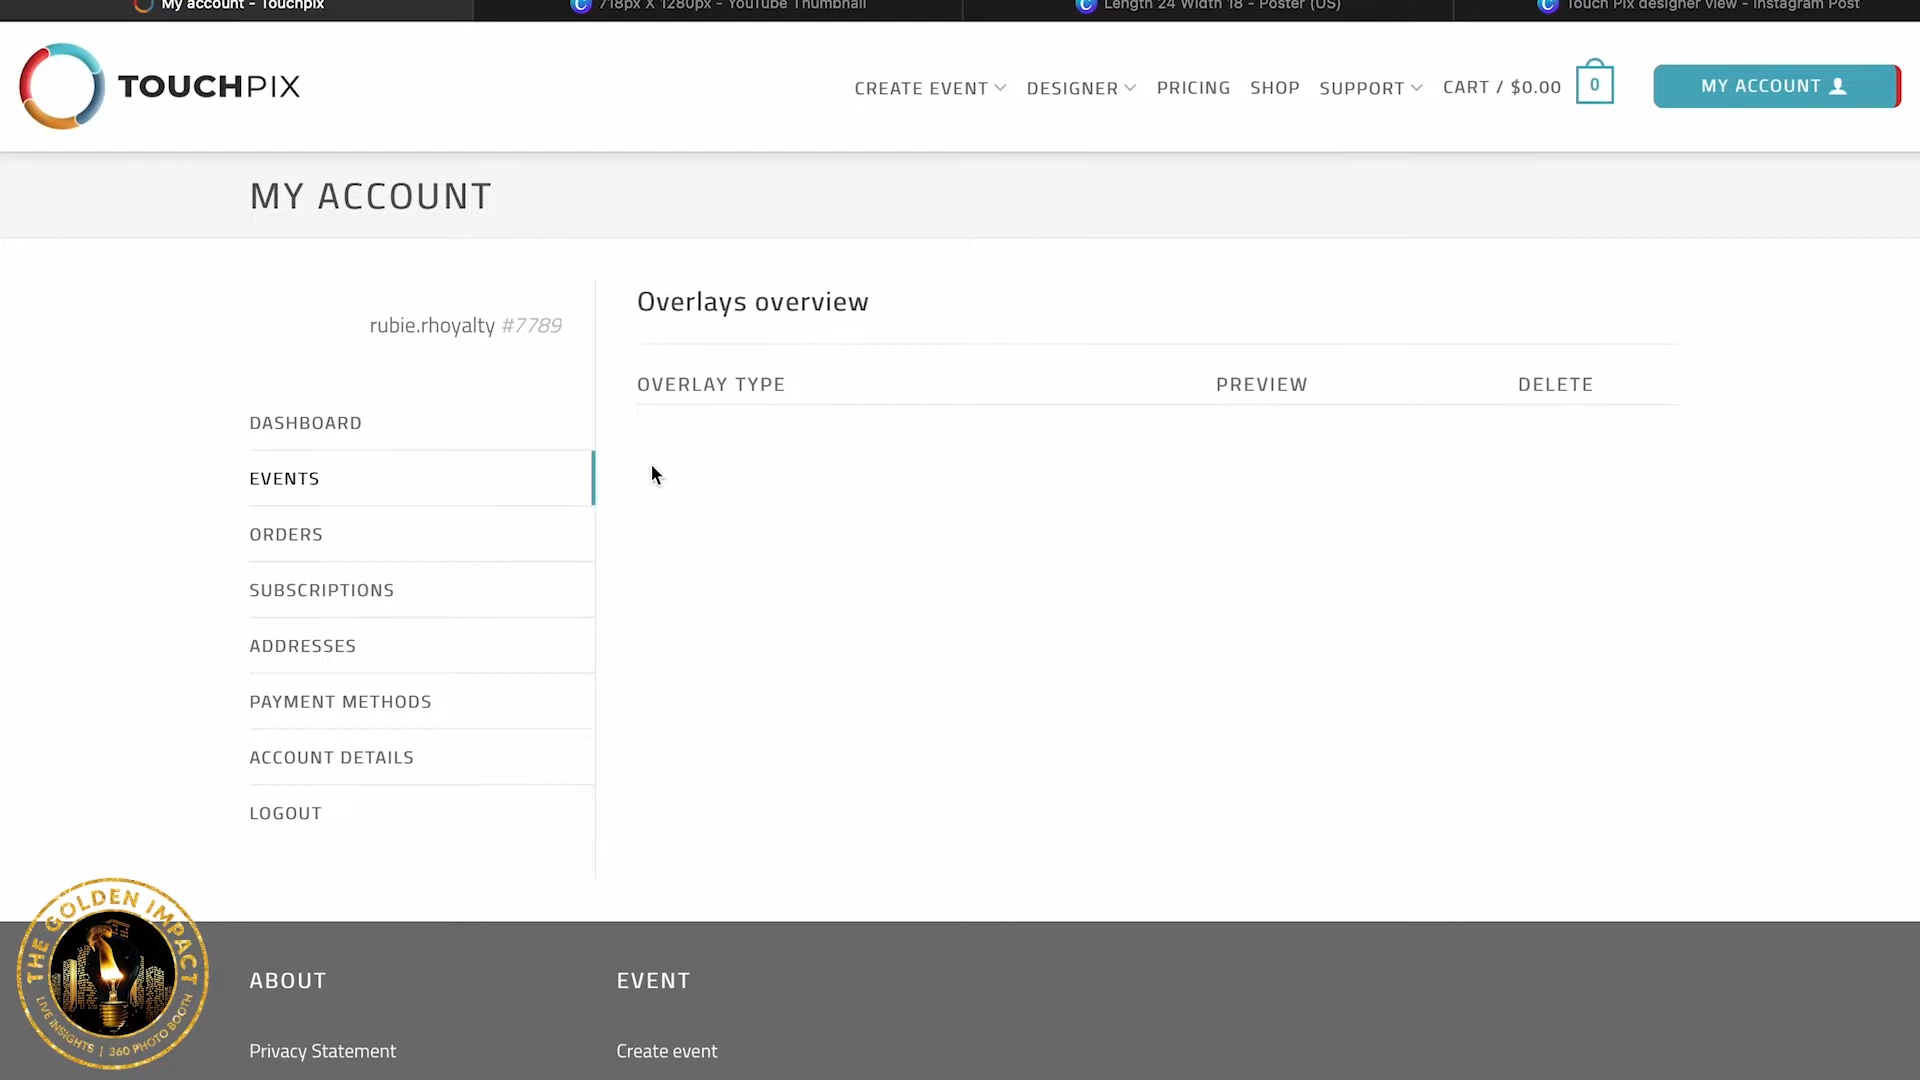 My account - Touchpix
718px X 1280px - YouTube Thumbnail
Length 24 Width 18 - Poster (US)
Touch Pix designer view - Instagram Post
TOUCHPIX
CREATE EVENT
DESIGNER
PRICING
SHOP
SUPPORT
CART / $0.00
0
MY ACCOUNT
MY ACCOUNT
rubie.rhoyalty #7789
DASHBOARD
EVENTS
ORDERS
SUBSCRIPTIONS
ADDRESSES
PAYMENT METHODS
ACCOUNT DETAILS
LOGOUT
Overlays overview
OVERLAY TYPE PREVIEW DELETE
THE GOLDEN IMPACT
LIVE INSIGHTS | 360 PHOTO BOOTH
ABOUT
Privacy Statement
EVENT
Create event